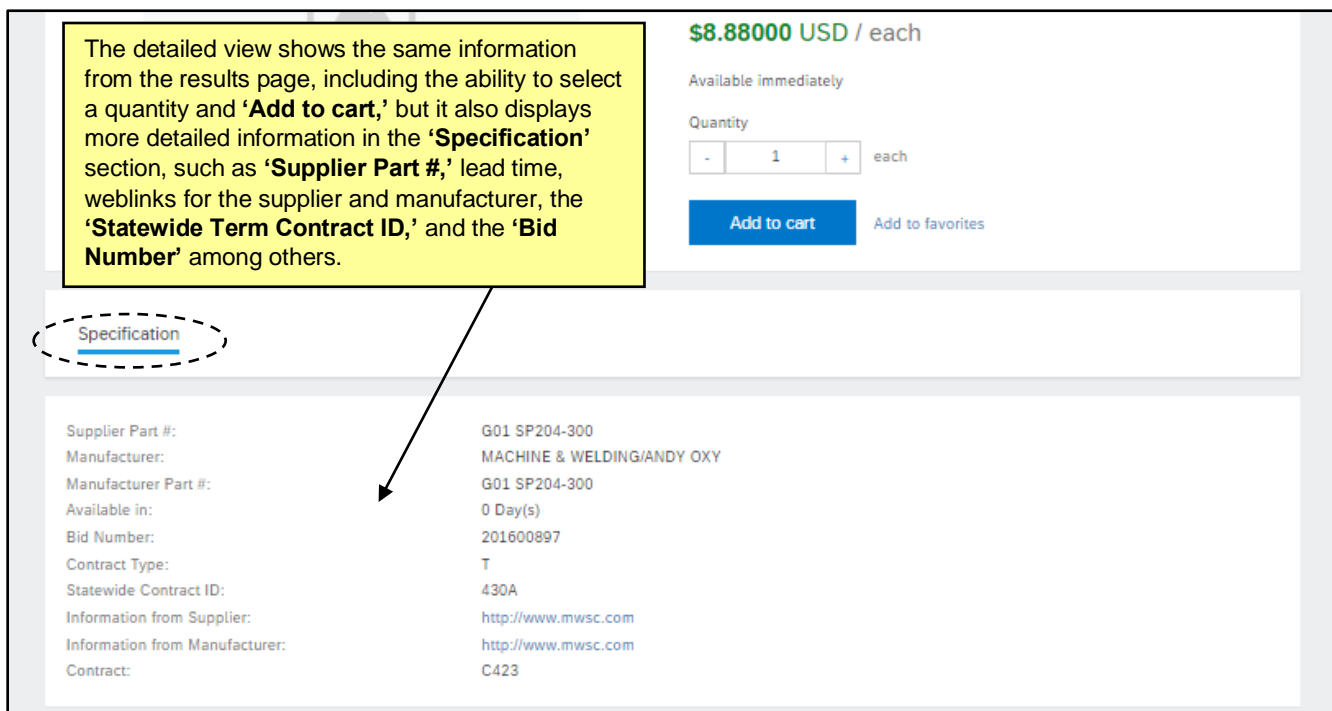 The detailed view shows the same information
from the results page, including the ability to select
a quantity and ‘Add to cart,’ but it also displays
more detailed information in the ‘Specification’
section, such as ‘Supplier Part #,’ lead time,
weblinks for the supplier and manufacturer, the
‘Statewide Term Contract ID,’ and the ‘Bid
Number’ among others.
$8.88000 USD / each
Available immediately
Quantity
- 1 + each
Add to cart Add to favorites
Specification
Supplier Part #: G01 SP204-300
Manufacturer: MACHINE & WELDING/ANDY OXY
Manufacturer Part #: G01 SP204-300
Available in: 0 Day(s)
Bid Number: 201600897
Contract Type: T
Statewide Contract ID: 430A
Information from Supplier: http://www.mwsc.com
Information from Manufacturer: http://www.mwsc.com
Contract: C423